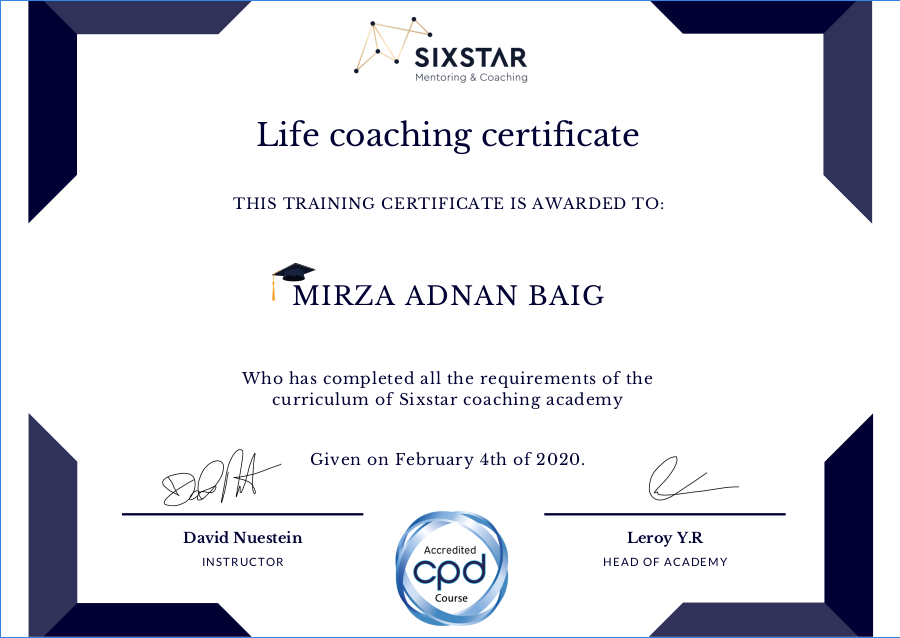 SIXSTAR
Mentoring & Coaching
Life coaching certificate
THIS TRAINING CERTIFICATE IS AWARDED TO:
MIRZA ADNAN BAIG
Who has completed all the requirements of the
curriculum of Sixstar coaching academy
Given on February 4th of 2020.
David Nuestein
INSTRUCTOR
Leroy Y.R
HEAD OF ACADEMY
Accredited
cpd
Course